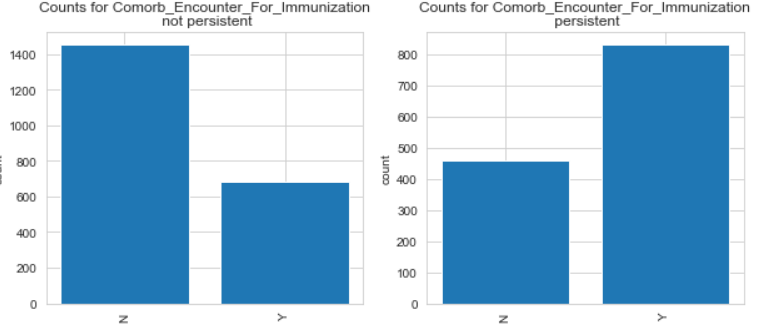 Counts for Comorb_Encounter_For_Immunization
not persistent
1400
1200
1000
800
600
400
200
0
N
Y
Counts for Comorb_Encounter_For_Immunization
persistent
count
800
700
600
500
400
300
200
100
0
N
Y